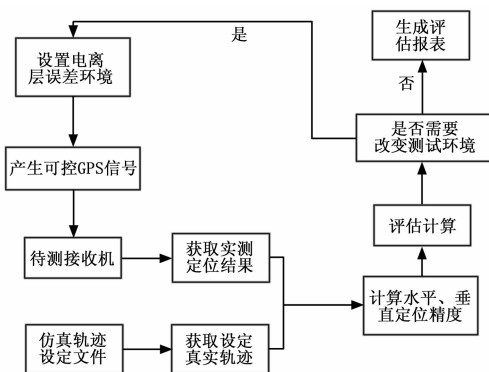 生成评
估报表
是
否
设置电离
层误差环境
是否需要
改变测试环境
产生可控GPS信号
评估计算
待测接收机
获取实测
定位结果
计算水平、垂
直定位精度
仿真轨迹
设定文件
获取设定
真实轨迹